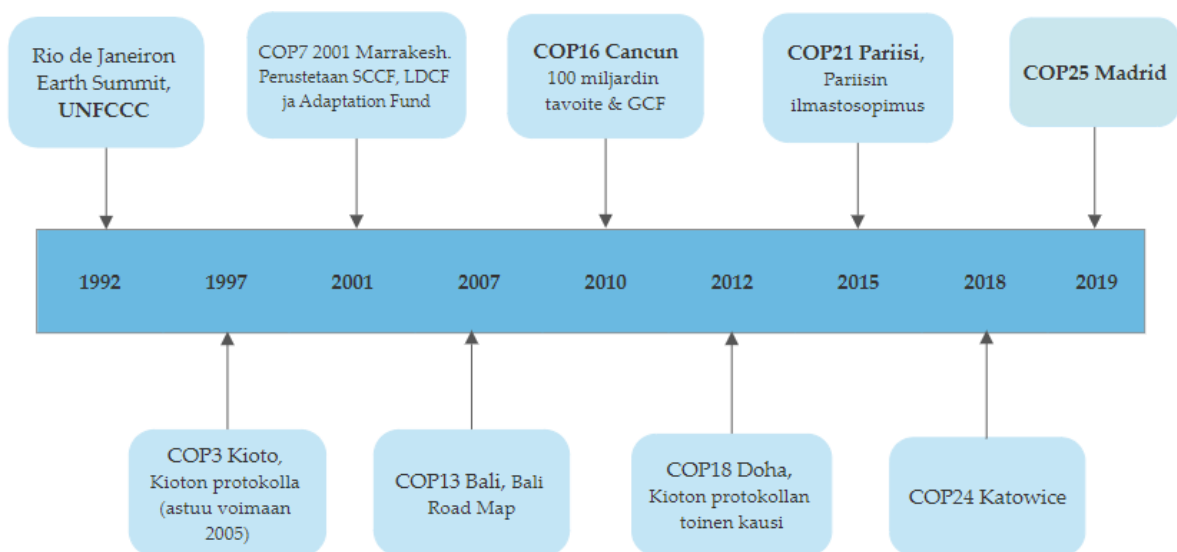 Rio de Janeiron
Earth Summit,
UNFCCC
COP7 2001 Marrakesh.
Perustetaan SCCF, LDCF
ja Adaptation Fund
COP16 Cancun
100 miljardin
tavoite & GCF
COP21 Pariisi,
Pariisin
ilmastosopimus
COP25 Madrid
1992 1997 2001 2007 2010 2012 2015 2018 2019
COP3 Kioto,
Kioton protokolla
(astuu voimaan
2005)
COP13 Bali, Bali
Road Map
COP18 Doha,
Kioton protokollan
toinen kausi
COP24 Katowice